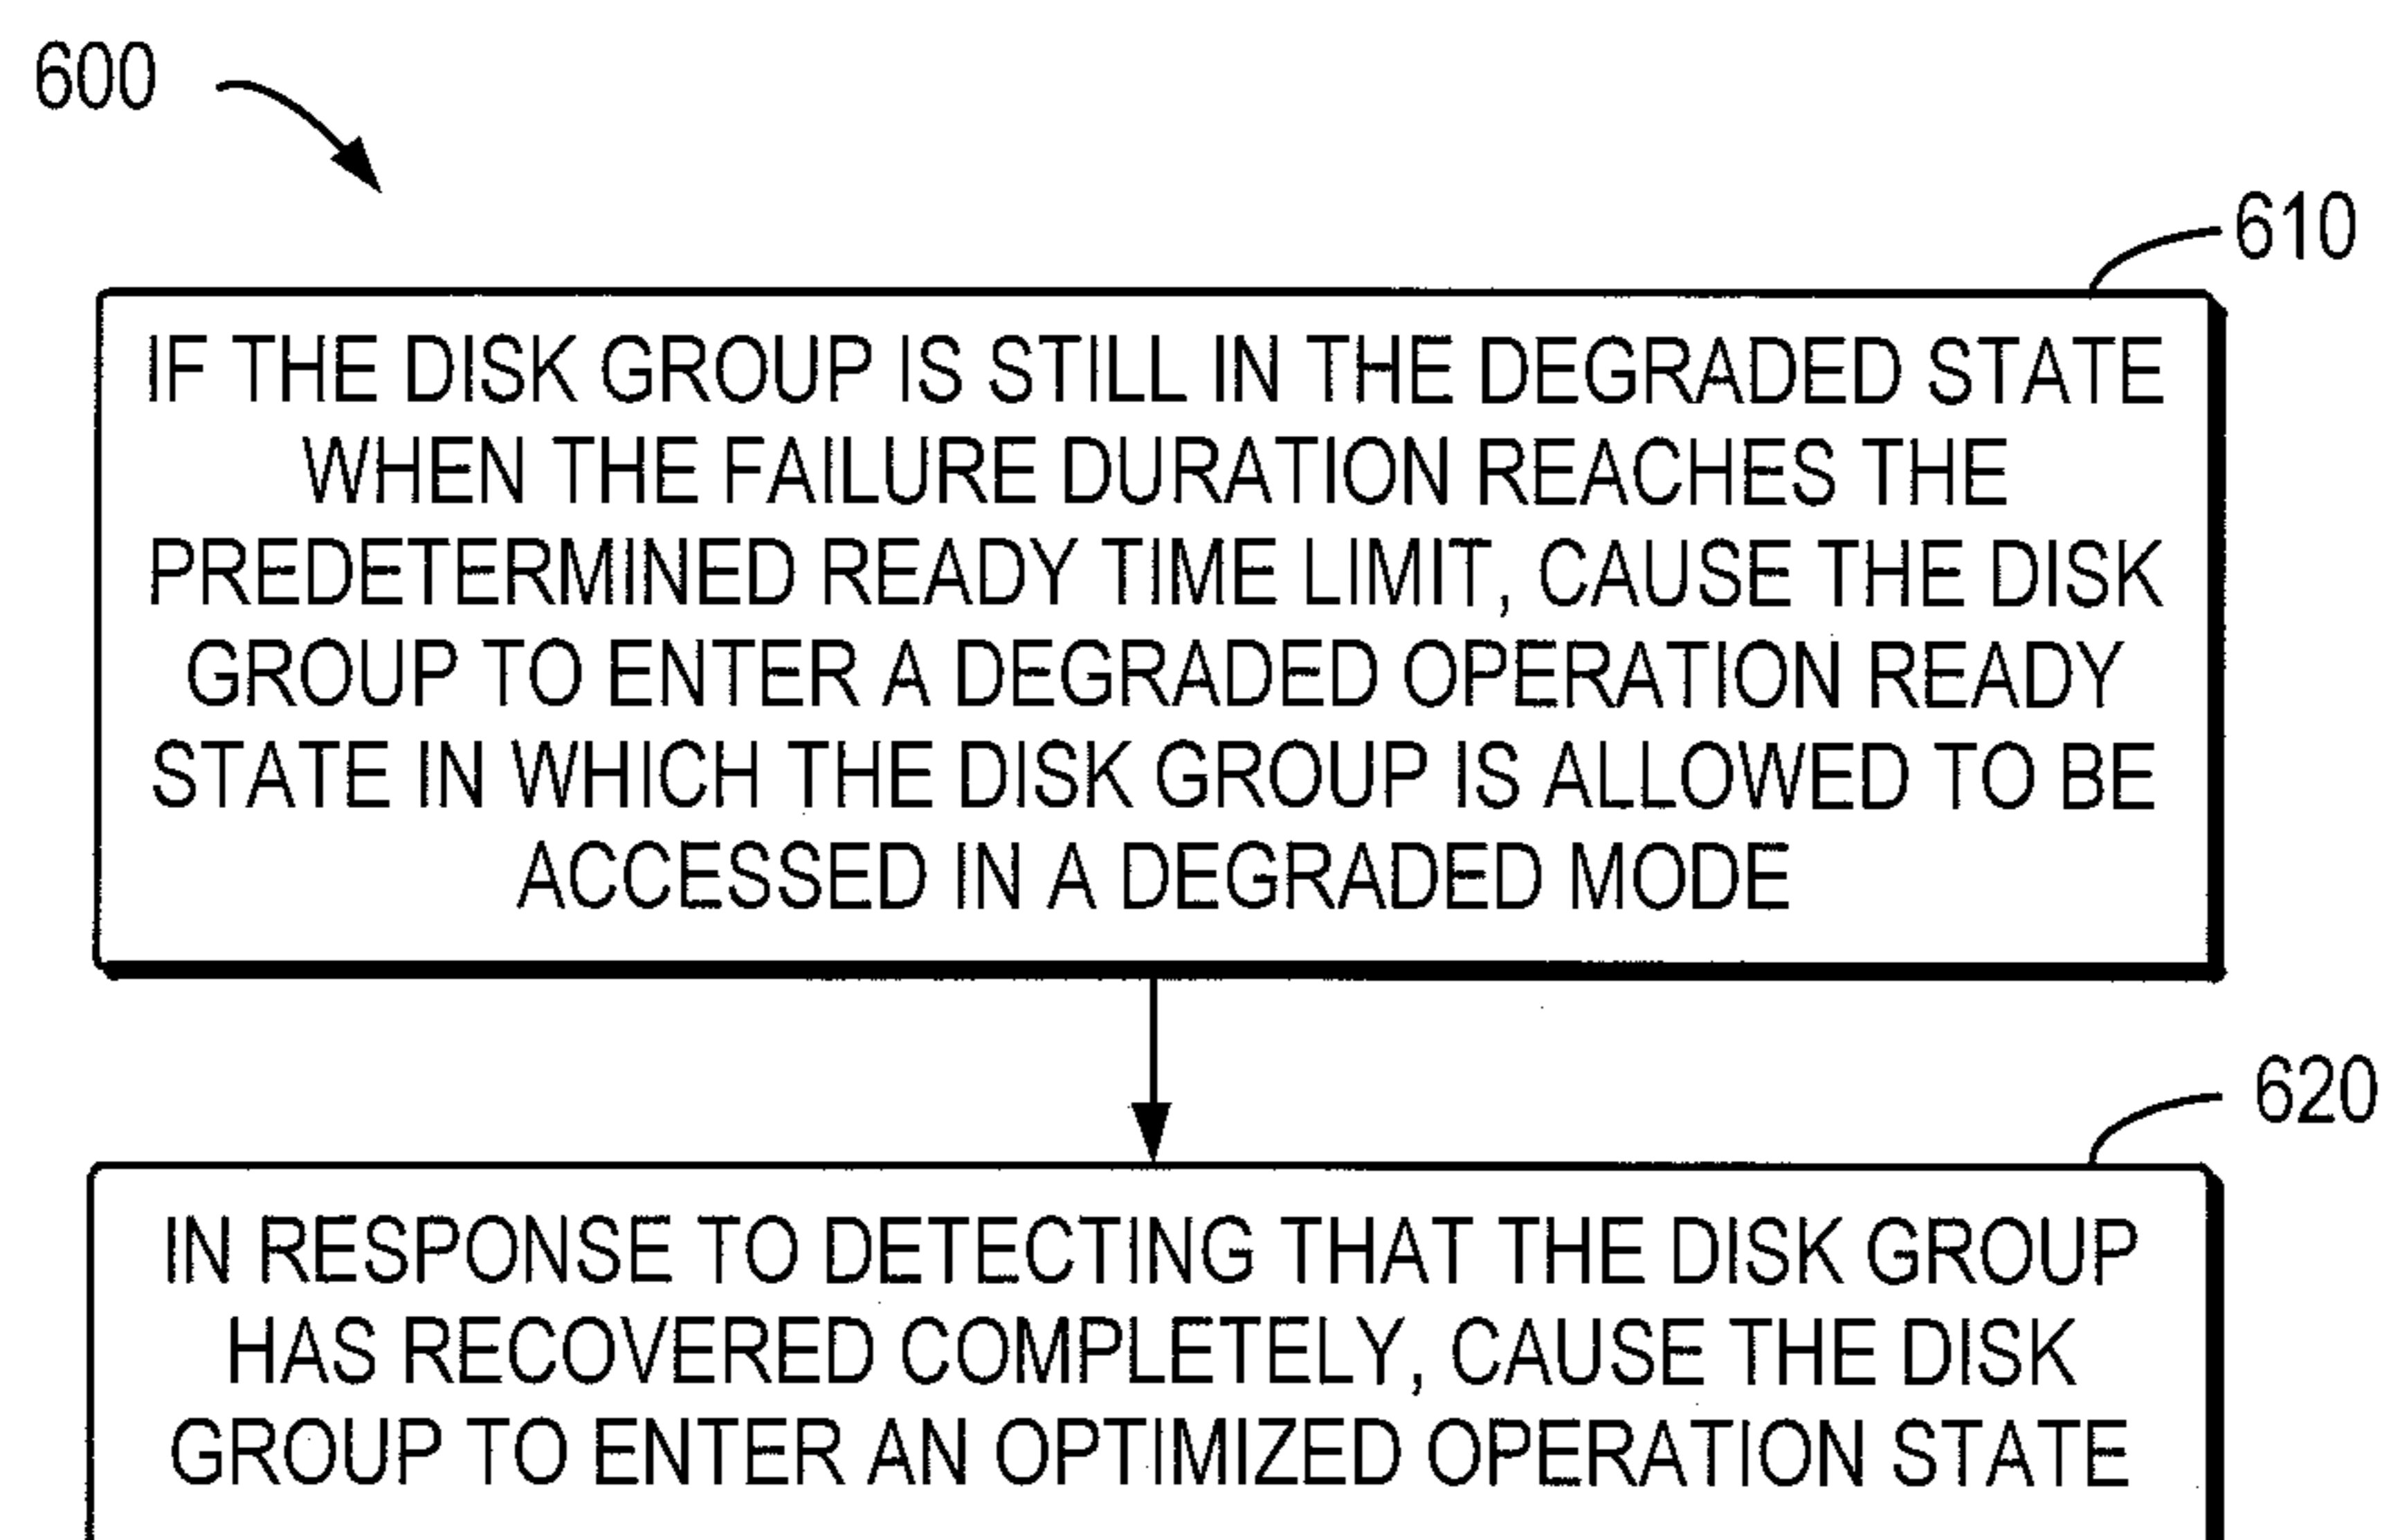 600
610
IF THE DISK GROUP IS STILL IN THE DEGRADED STATE
WHEN THE FAILURE DURATION REACHES THE
PREDETERMINED READY TIME LIMIT, CAUSE THE DISK
GROUP TO ENTER A DEGRADED OPERATION READY
STATE IN WHICH THE DISK GROUP IS ALLOWED TO BE
ACCESSED IN A DEGRADED MODE
620
IN RESPONSE TO DETECTING THAT THE DISK GROUP
HAS RECOVERED COMPLETELY, CAUSE THE DISK
GROUP TO ENTER AN OPTIMIZED OPERATION STATE